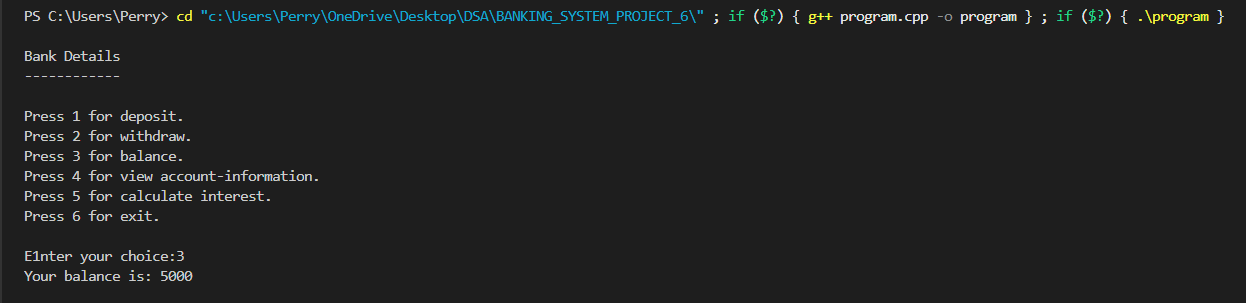 PS C:\Users\Perry> cd "c:\Users\Perry\OneDrive\Desktop\DSA\BANKING_SYSTEM_PROJECT_6\" ; if ($?) { g++ program.cpp -o program } ; if ($?) { .\program }
Bank Details
------------
Press 1 for deposit.
Press 2 for withdraw.
Press 3 for balance.
Press 4 for view account-information.
Press 5 for calculate interest.
Press 6 for exit.
E1nter your choice:3
Your balance is: 5000